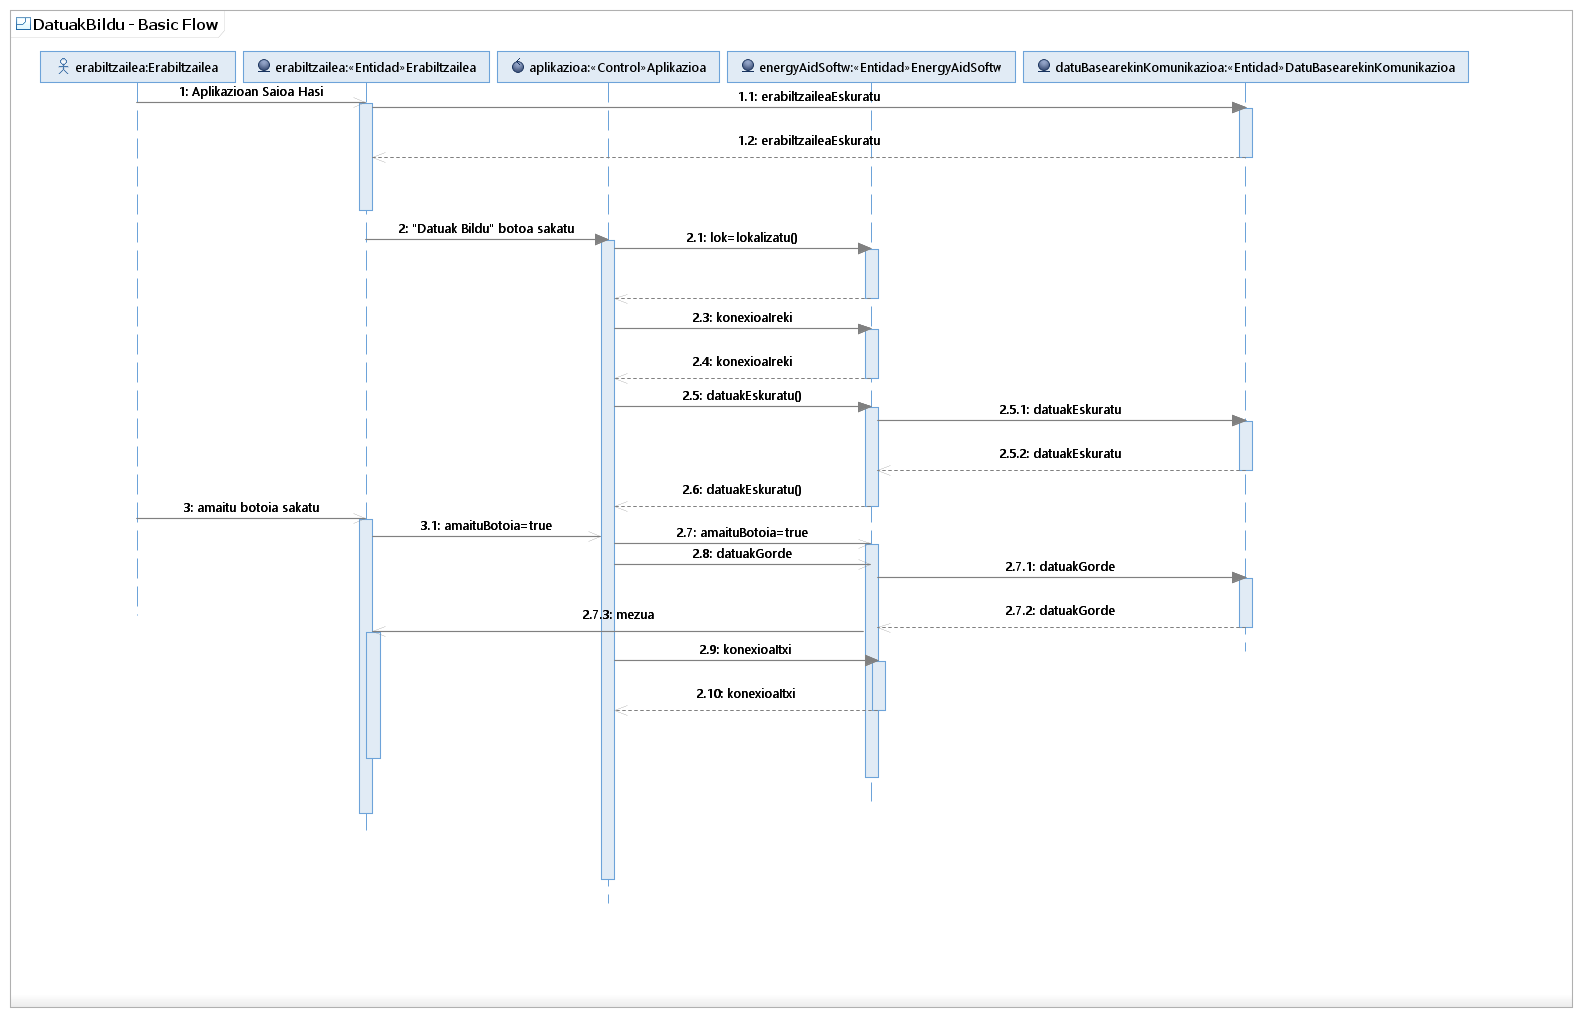 DatuakBildu - Basic Flow
erabiltzailea:Erabiltzailea
erabiltzailea:«Entidad»Erabiltzailea
aplikazioa:«Control»Aplikazioa
energyAidSoftw:«Entidad»EnergyAidSoftw
datuBasearekinKomunikazioa:«Entidad»DatuBasearekinKomunikazioa
1: Aplikazioan Saioa Hasi
1.1: erabiltzaileaEskuratu
1.2: erabiltzaileaEskuratu
2: "Datuak Bildu" botoa sakatu
2.1: lok=lokalizatu()
2.3: konexioaIreki
2.4: konexioaIreki
2.5: datuakEskuratu()
2.5.1: datuakEskuratu
2.5.2: datuakEskuratu
2.6: datuakEskuratu()
3: amaitu botoia sakatu
3.1: amaituBotoia=true
2.7: amaituBotoia=true
2.8: datuakGorde
2.7.1: datuakGorde
2.7.2: datuakGorde
2.7.3: mezua
2.9: konexioaItxi
2.10: konexioaItxi